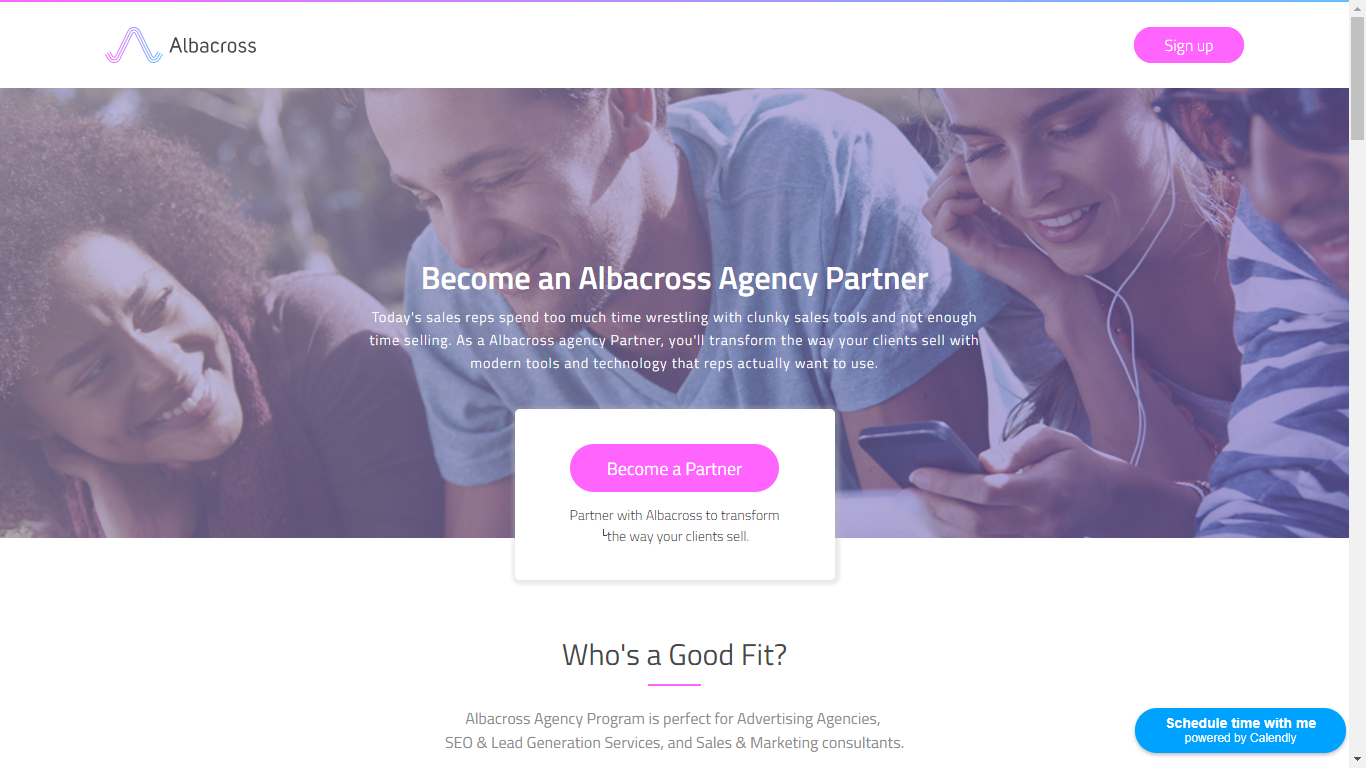 Albacross
Sign up
Become an Albacross Agency Partner
Today's sales reps spend too much time wrestling with clunky sales tools and not enough
time selling. As a Albacross agency Partner, you'll transform the way your clients sell with
modern tools and technology that reps actually want to use.
Become a Partner
Partner with Albacross to transform
the way your clients sell.
Who's a Good Fit?
Albacross Agency Program is perfect for Advertising Agencies,
SEO & Lead Generation Services, and Sales & Marketing consultants.
Schedule time with me
powered by Calendly